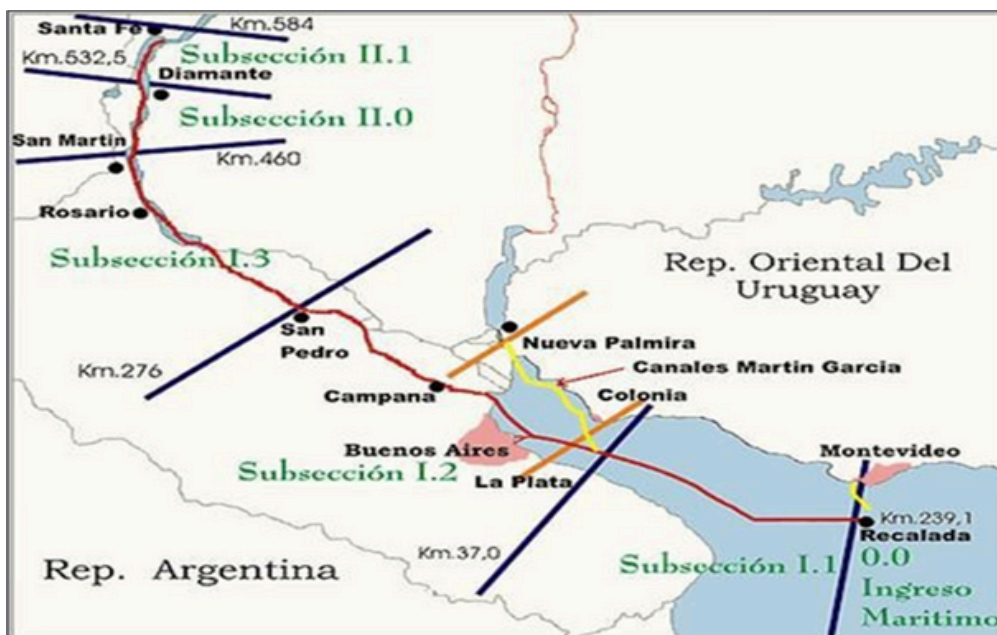 Santa Fé
Km.584
Subsección II.1
Km.532,5
Diamante
Subsección II.0
San Martin
Km.460
Rosario
Subsección I.3
Rep. Oriental Del
Uruguay
San
Pedro
Nueva Palmira
Km.276
Canales Martin Garcia
Campana
Colonia
Buenos Aires
Montevideo
Subsección I.2
La Plata
Km.239,1
Recalada
Km.37,0
Subsección I.1
0.0
Rep. Argentina
Ingreso
Maritimo